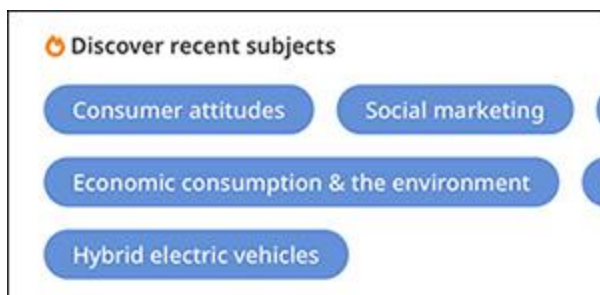 Discover recent subjects
Consumer attitudes Social marketing
Economic consumption & the environment
Hybrid electric vehicles